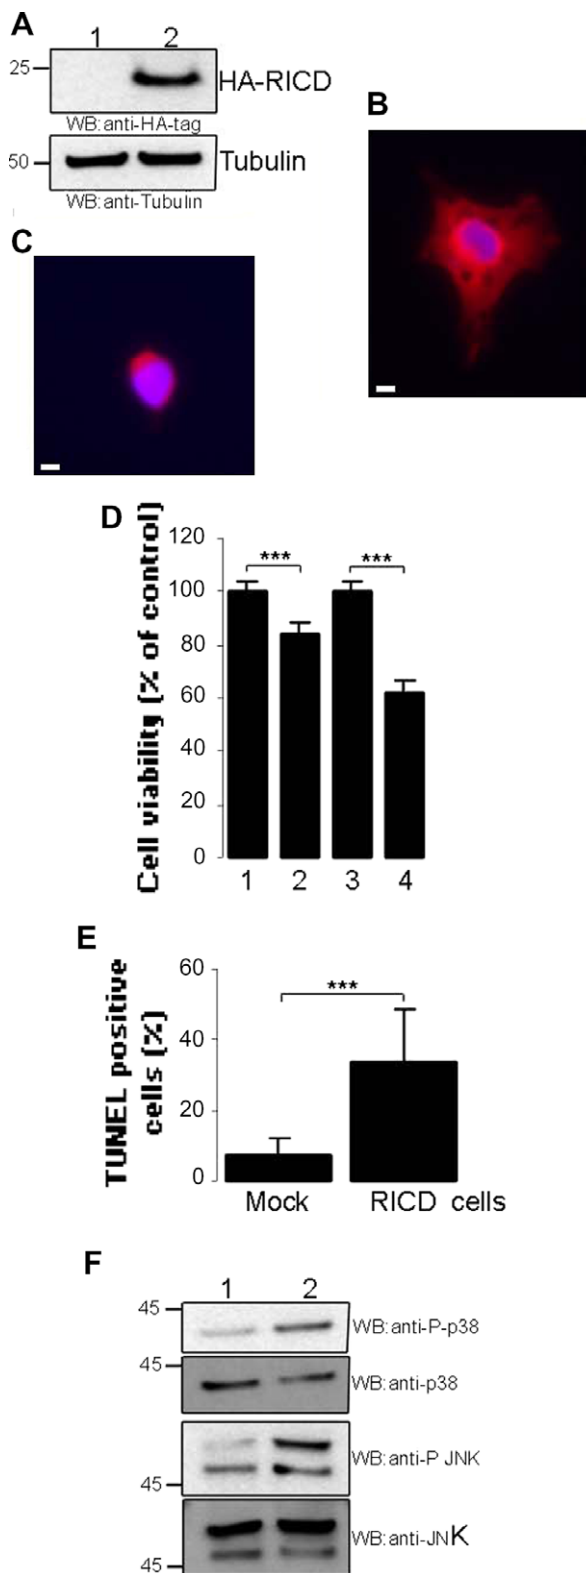 A
1 2
25
HA-RICD
WB:anti-HA-tag
50
Tubulin
WB:anti-Tubulin
B
C
D
Cell viability (% of control)
120
100
80
60
40
20
0
*** ***
1 2 3 4
E
TUNEL positive
cells (%)
60
40
20
0
***
Mock RICD cells
F
1 2
45
WB:anti-P-p38
45
WB:anti-p38
WB:anti-P JNK
45
WB:anti-JNK
45